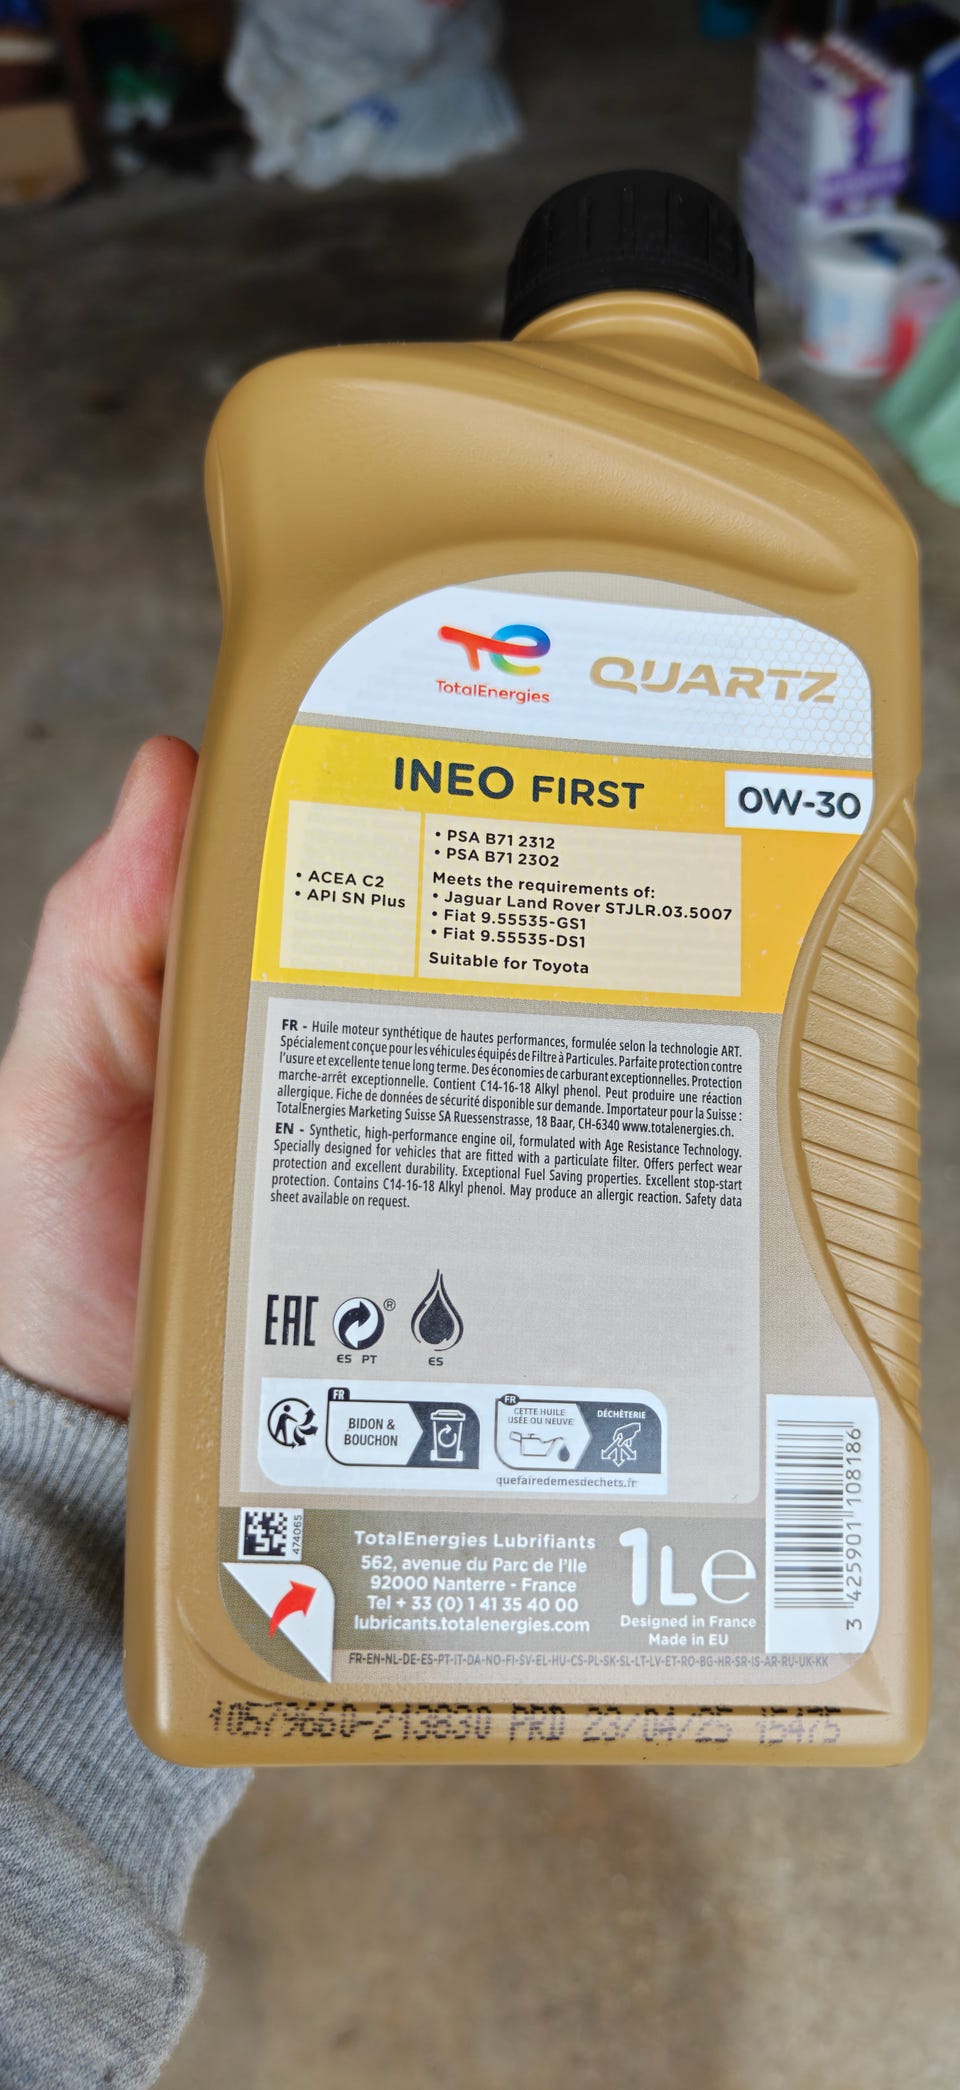 TotalEnergies
QUARTZ
INEO FIRST
0W-30
• ACEA C2
• API SN Plus
• PSA B71 2312
• PSA B71 2302
Meets the requirements of:
• Jaguar Land Rover STJLR.03.5007
• Fiat 9.55535-GS1
• Fiat 9.55535-DS1
Suitable for Toyota
FR - Huile moteur synthétique de hautes performances, formulée selon la technologie ART.
Spécialement conçue pour les véhicules équipés de Filtre à Particules. Parfaite protection contre
l'usure et excellente tenue long terme. Des économies de carburant exceptionnelles. Protection
marche-arrêt exceptionnelle. Contient C14-16-18 Alkyl phenol. Peut produire une réaction
allergique. Fiche de données de sécurité disponible sur demande. Importateur pour la Suisse :
TotalEnergies Marketing Suisse SA Ruessenstrasse, 18 Baar, CH-6340 www.totalenergies.ch.
EN - Synthetic, high-performance engine oil, formulated with Age Resistance Technology.
Specially designed for vehicles that are fitted with a particulate filter. Offers perfect wear
protection and excellent durability. Exceptional Fuel Saving properties. Excellent stop-start
protection. Contains C14-16-18 Alkyl phenol. May produce an allergic reaction. Safety data
sheet available on request.
EAC
®
ES PT
ES
FR
BIDON &
BOUCHON
FR
CETTE HUILE
USÉE OU NEUVE
DÉCHÈTERIE
quefairedemesdechets.fr
474065
TotalEnergies Lubrifiants
562, avenue du Parc de l'Ile
92000 Nanterre - France
Tel + 33 (0) 1 41 35 40 00
lubricants.totalenergies.com
1L e
Designed in France
Made in EU
3 425901 108186
FR-EN-NL-DE-ES-PT-IT-DA-NO-FI-SV-EL-HU-CS-PL-SK-SL-LT-LV-ET-RO-BG-HR-SR-IS-AR-RU-UK-KK
10579660-213830 PRD 23/04/25 15475